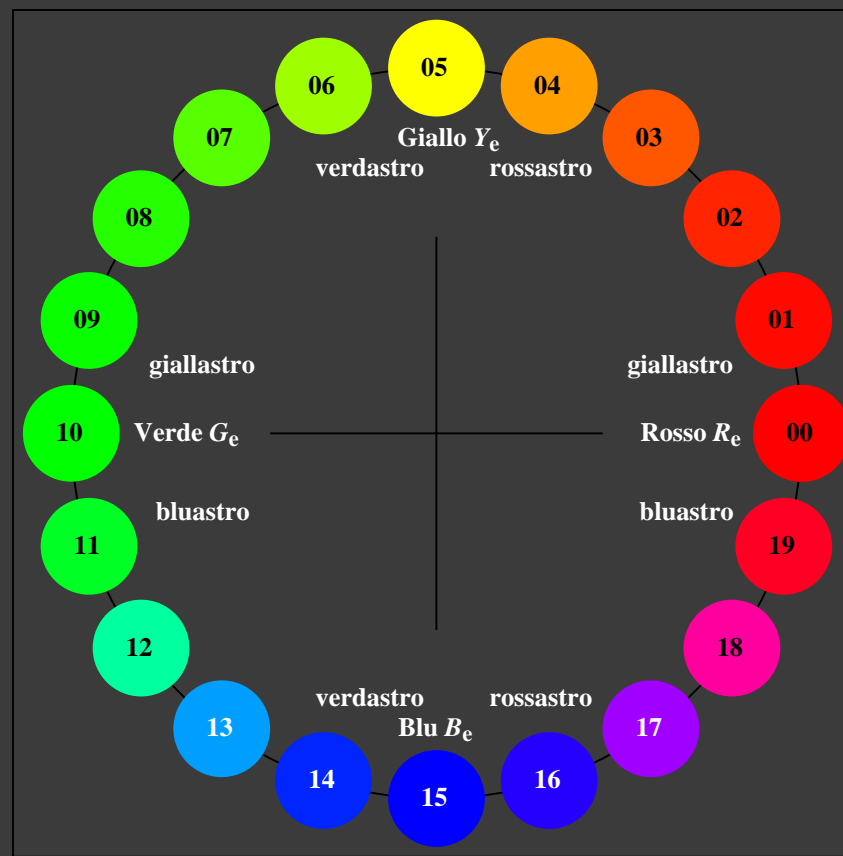 05
06
04
Giallo Ye
07
03
verdastro
rossastro
08
02
09
01
giallastro
giallastro
10
Verde Ge
Rosso Re
00
bluastro
bluastro
11
19
12
18
verdastro
rossastro
13
Blu Be
17
14
16
15